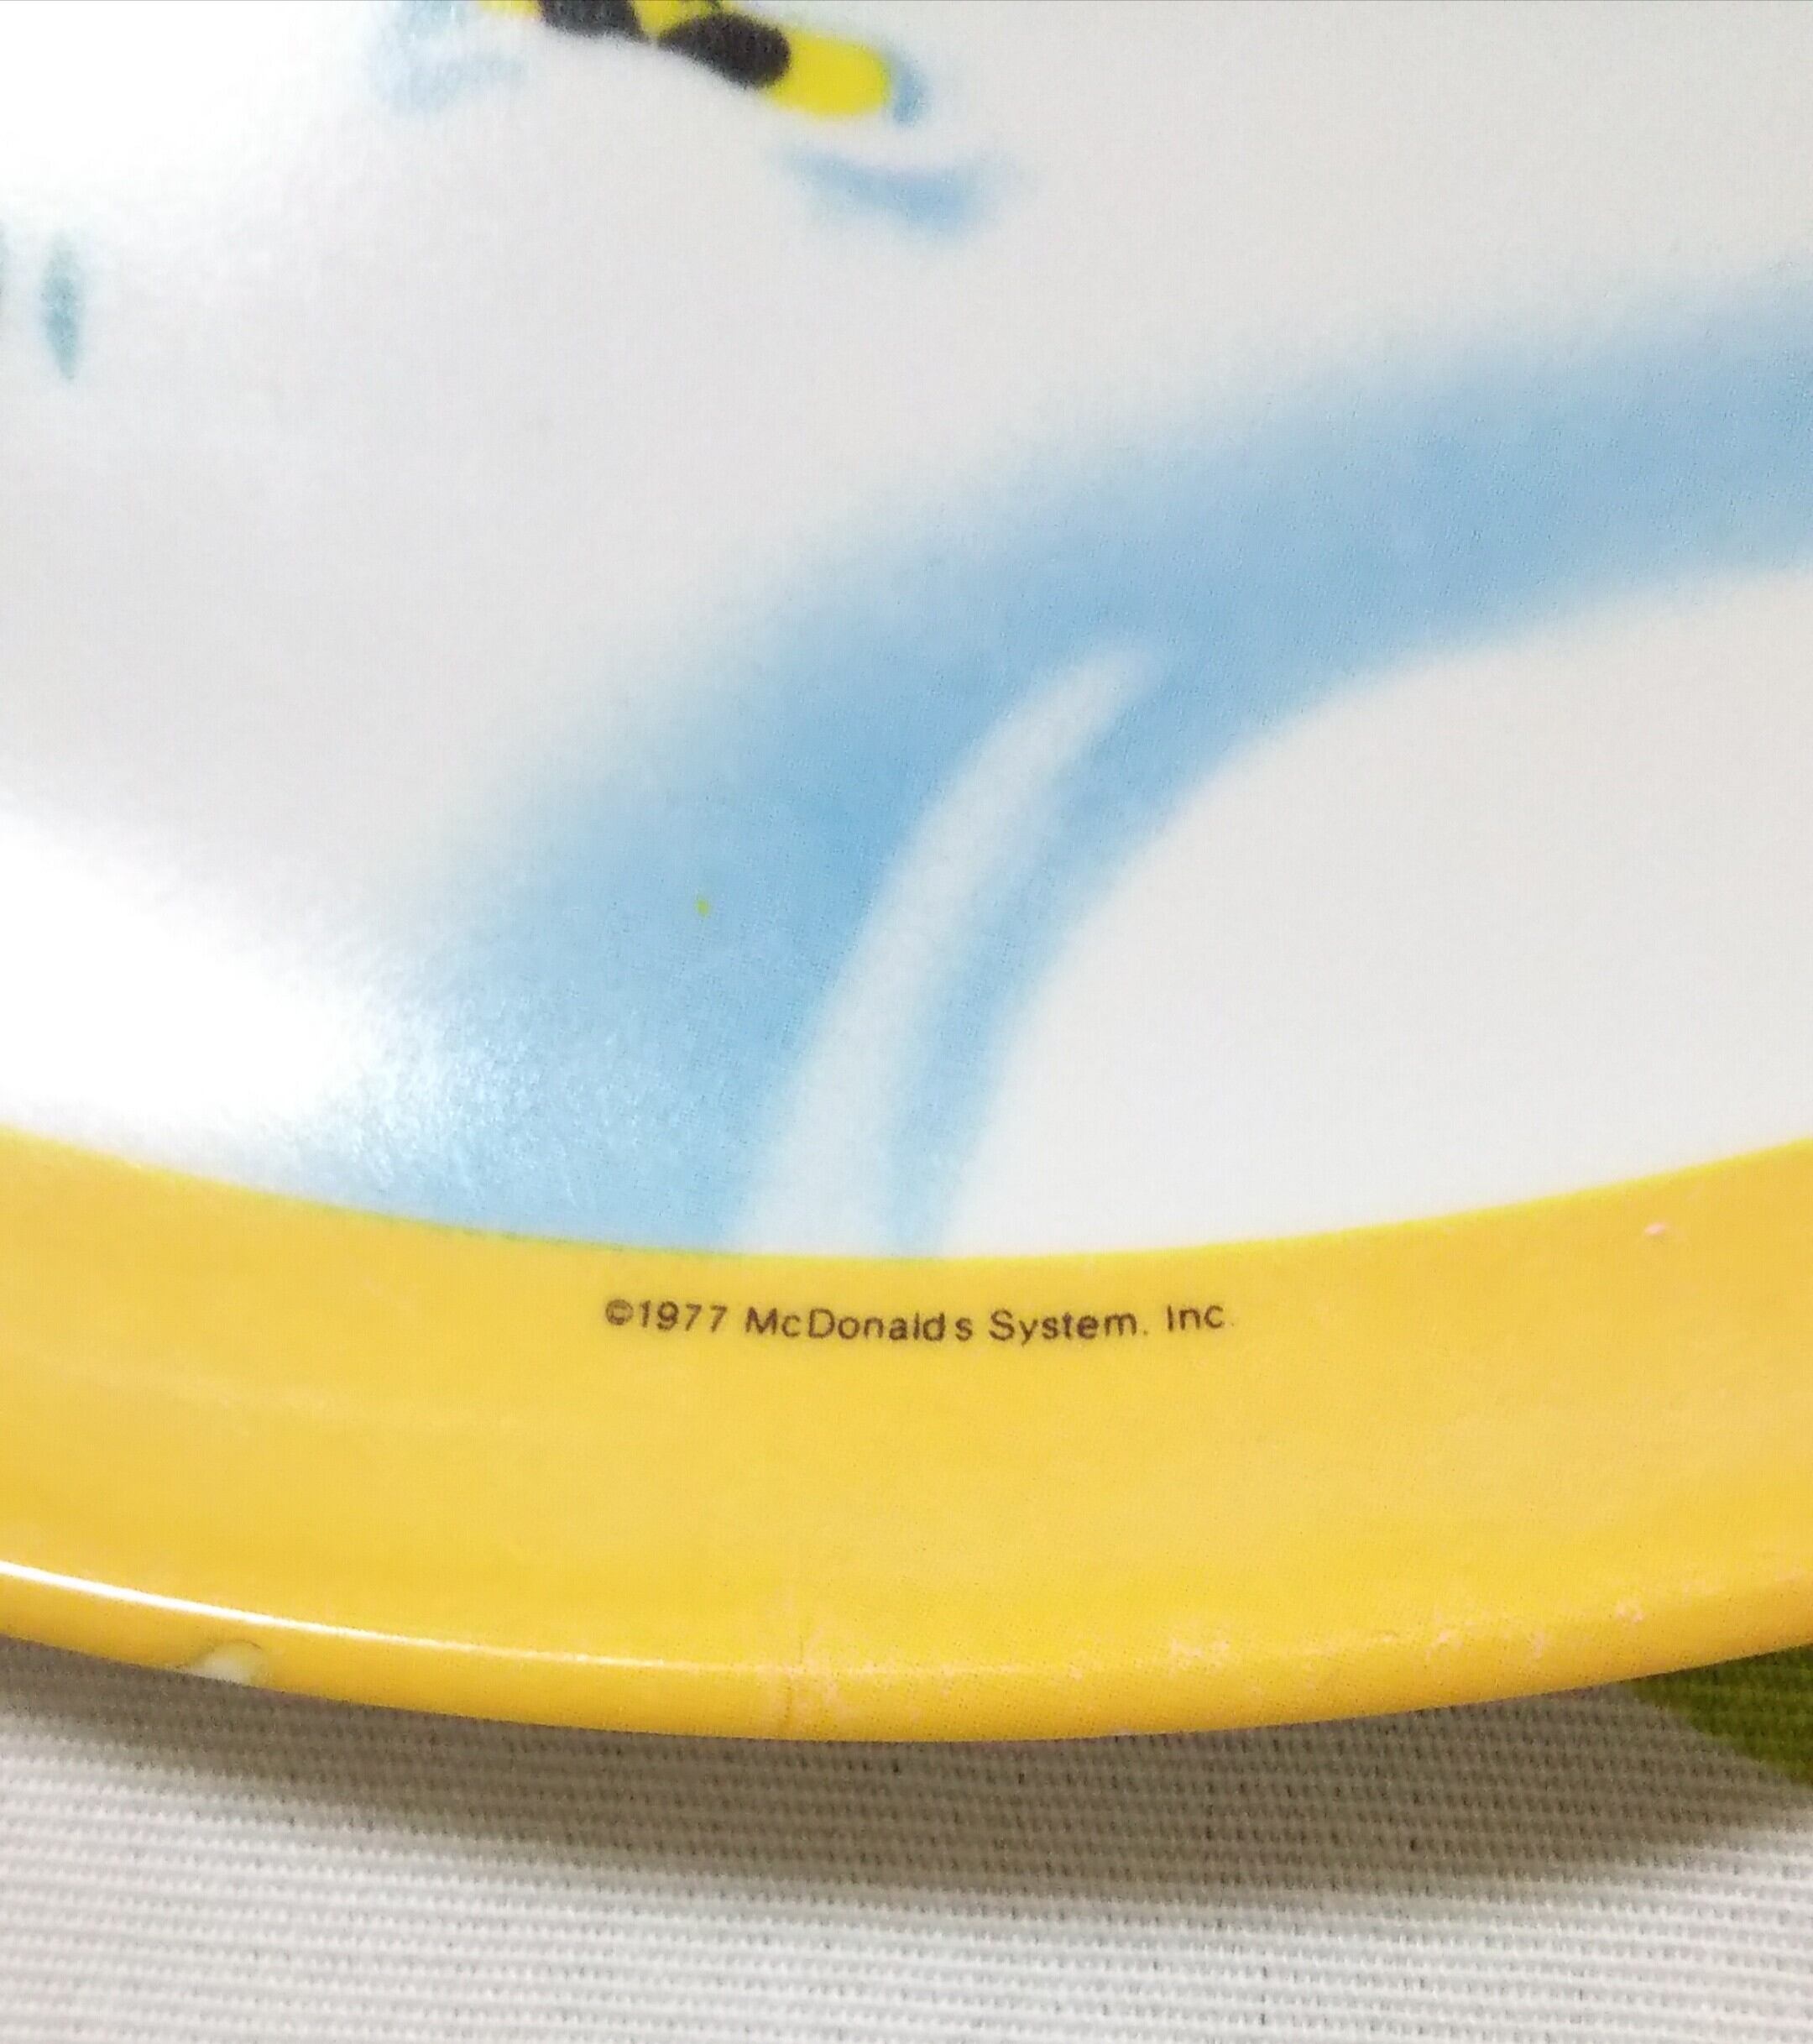 ©1977 McDonald's System, Inc.